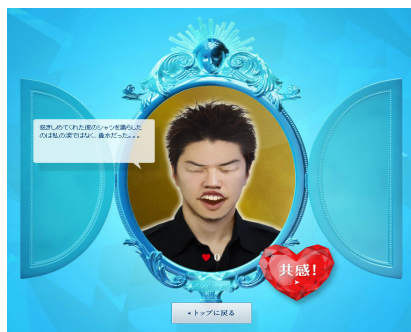 抱きしめてくれた彼のシャツを濡らした
のは私の涙ではなく、鼻水だった。。。
共感！
トップに戻る